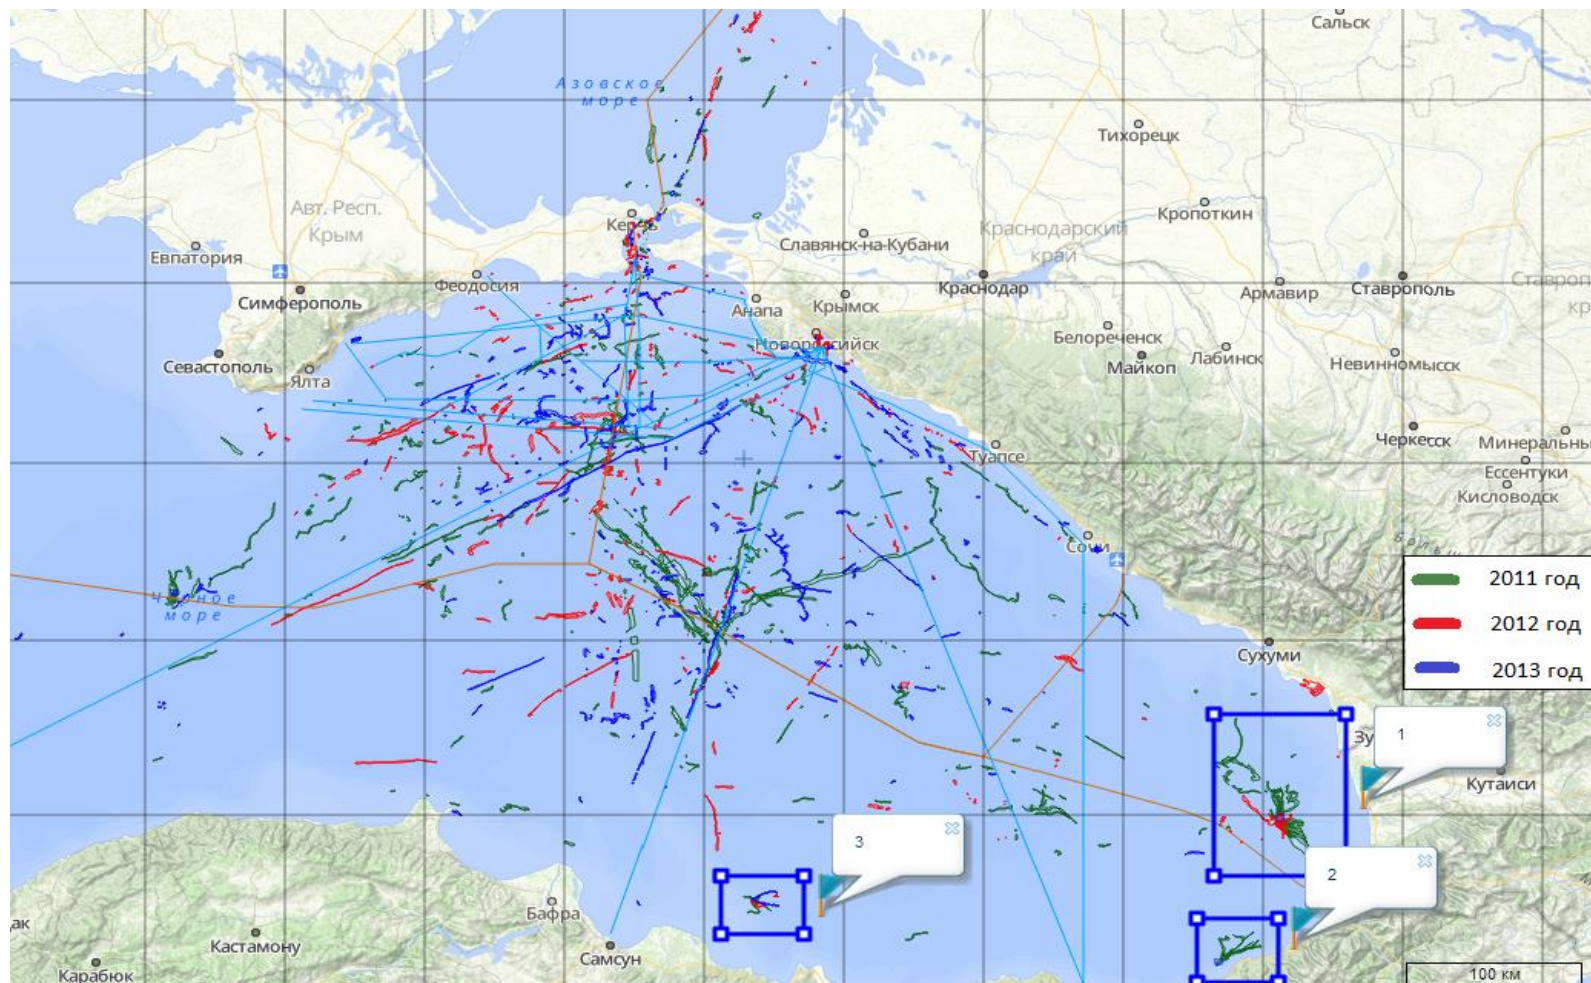 Сальск
Азовское
море
Тихорецк
Кропоткин
Авт. Респ.
Крым
Керчь
Краснодарский
край
Славянск-на-Кубани
Евпатория
Феодосия
Краснодар
Армавир
Ставрополь
Симферополь
Анапа
Крымск
Белореченск
Новороссийск
Севастополь
Ялта
Майкоп
Лабинск
Невинномысск
Черкесск
Минеральны
Туапсе
Ессентуки
Кисловодск
Сочи
2011 год
Черное
море
2012 год
Сухуми
2013 год
Зу
1
Кутаиси
3
2
Бафра
ак
Кастамону
Самсун
Карабюк
100 км